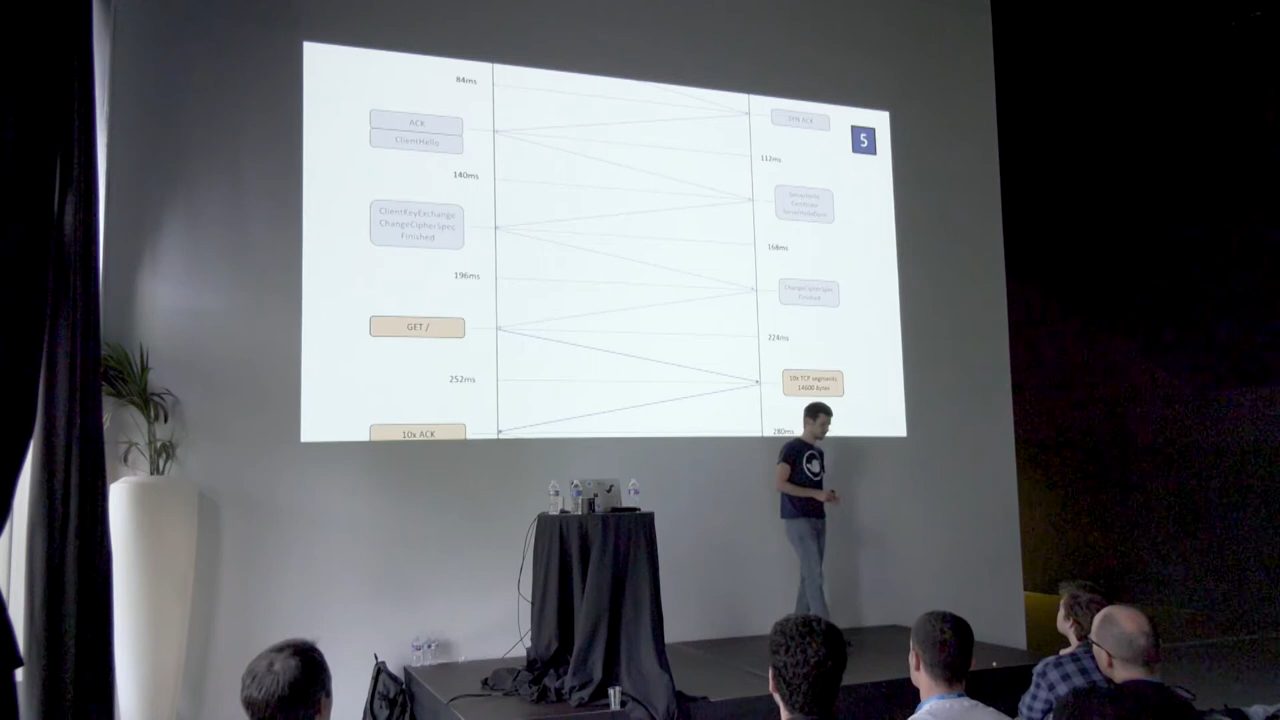 84ms
SYN ACK
ACK
ClientHello
5
112ms
140ms
ServerHello
Certificate
ServerHelloDone
ClientKeyExchange
ChangeCipherSpec
Finished
168ms
196ms
ChangeCipherSpec
Finished
GET /
224ms
252ms
10x TCP segments
14600 bytes
10x ACK
280ms